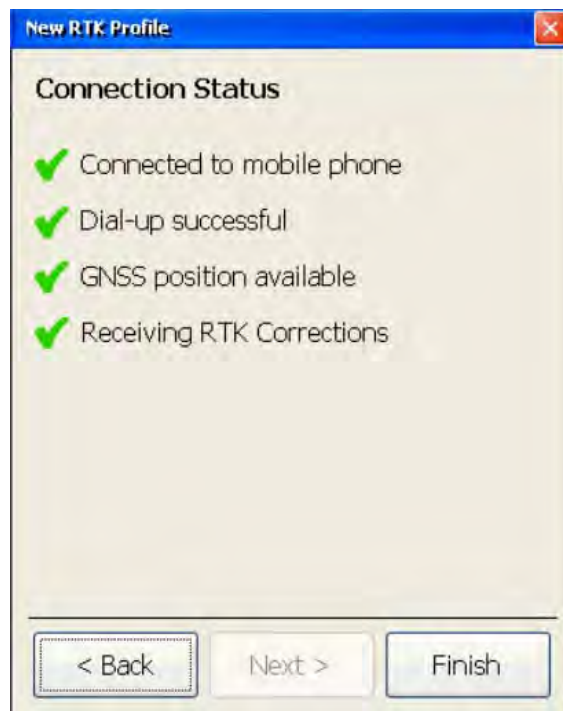 New RTK Profile
Connection Status
Connected to mobile phone
Dial-up successful
GNSS position available
Receiving RTK Corrections
< Back Next > Finish